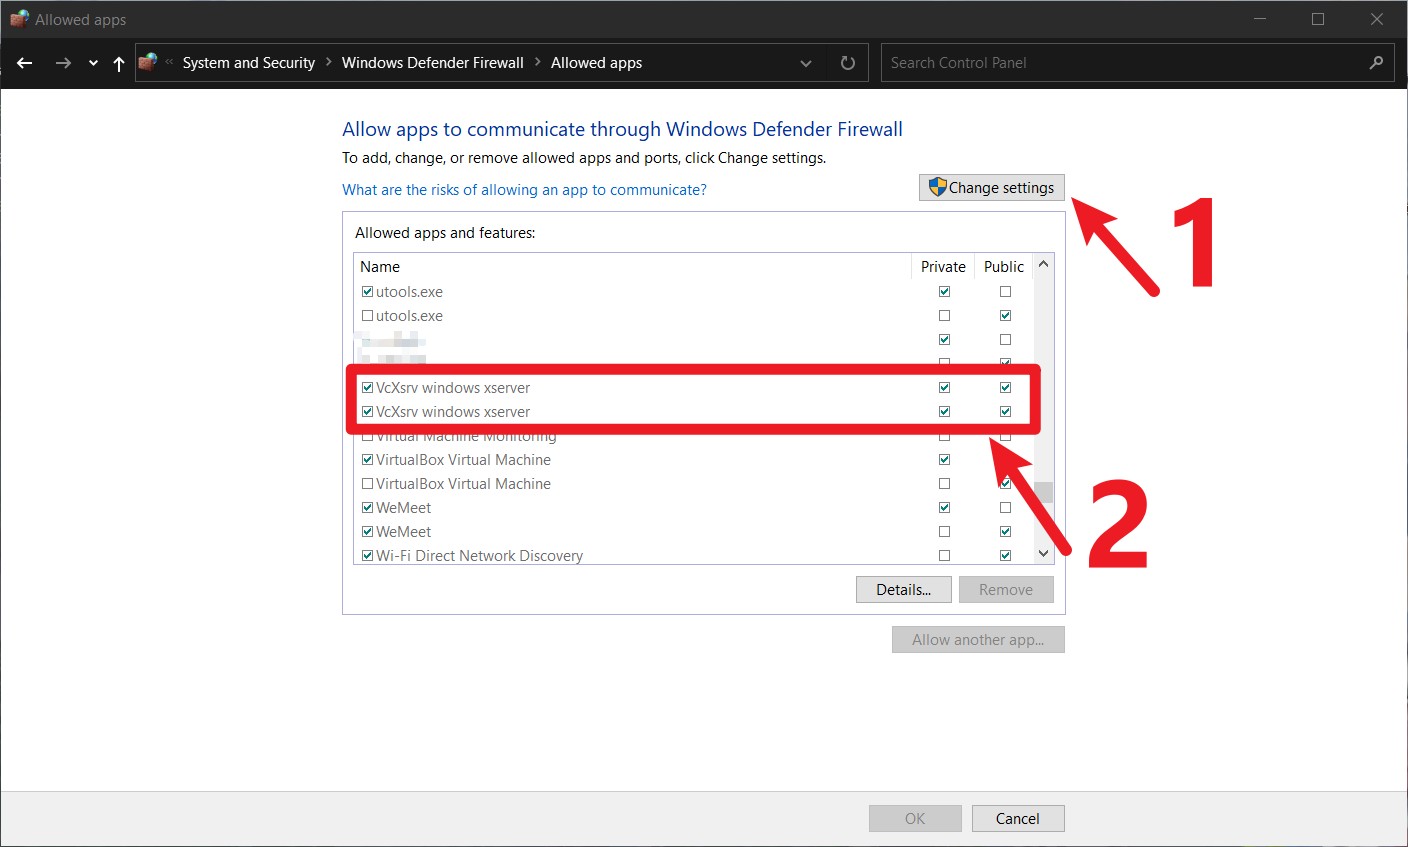 Allowed apps
« System and Security > Windows Defender Firewall > Allowed apps
Search Control Panel
Allow apps to communicate through Windows Defender Firewall
To add, change, or remove allowed apps and ports, click Change settings.
What are the risks of allowing an app to communicate?
Change settings
1
Allowed apps and features:
Name Private Public
utools.exe
utools.exe
VcXsrv windows xserver
VcXsrv windows xserver
Virtual Machine Monitoring
VirtualBox Virtual Machine
VirtualBox Virtual Machine
WeMeet
WeMeet
Wi-Fi Direct Network Discovery
2
Details... Remove
Allow another app...
OK Cancel